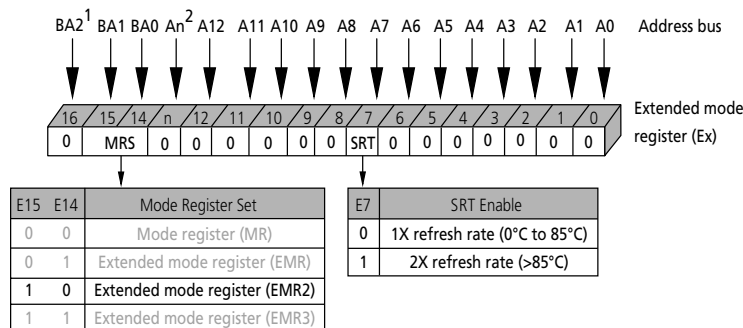 BA2¹ BA1 BA0 An² A12 A11 A10 A9 A8 A7 A6 A5 A4 A3 A2 A1 A0 Address bus
16 15 14 n 12 11 10 9 8 7 6 5 4 3 2 1 0 Extended mode
register (Ex)
0 MRS 0 0 0 0 0 0 SRT 0 0 0 0 0 0 0
E15 E14 Mode Register Set
0 0 Mode register (MR)
0 1 Extended mode register (EMR)
1 0 Extended mode register (EMR2)
1 1 Extended mode register (EMR3)
E7 SRT Enable
0 1X refresh rate (0°C to 85°C)
1 2X refresh rate (>85°C)